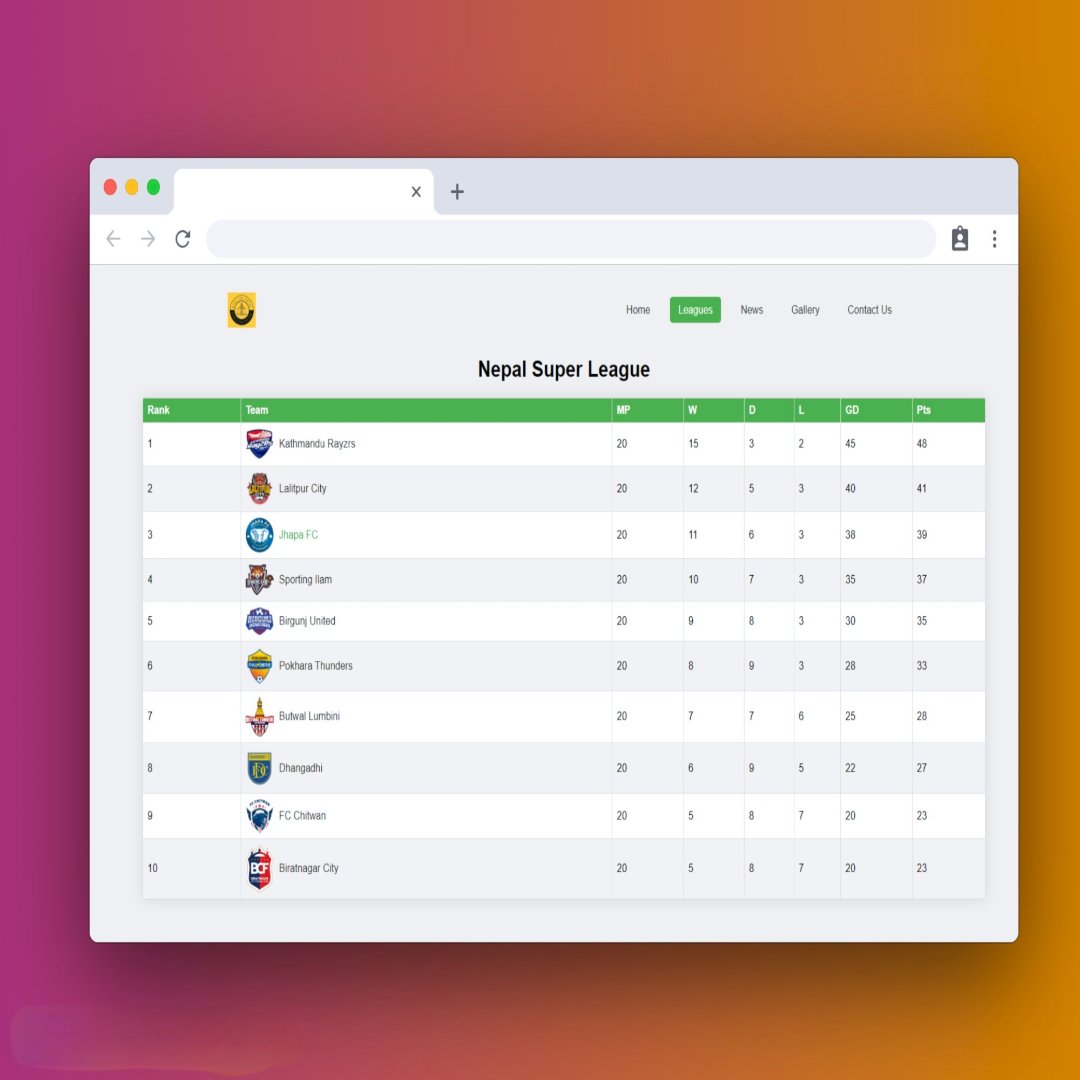 Home Leagues News Gallery Contact Us
Nepal Super League
Rank Team MP W D L GD Pts
1 Kathmandu Rayzrs 20 15 3 2 45 48
2 Lalitpur City 20 12 5 3 40 41
3 Jhapa FC 20 11 6 3 38 39
4 Sporting Ilam 20 10 7 3 35 37
5 Birgunj United 20 9 8 3 30 35
6 Pokhara Thunders 20 8 9 3 28 33
7 Butwal Lumbini 20 7 7 6 25 28
8 Dhangadhi 20 6 9 5 22 27
9 FC Chitwan 20 5 8 7 20 23
10 BCF Biratnagar City 20 5 8 7 20 23